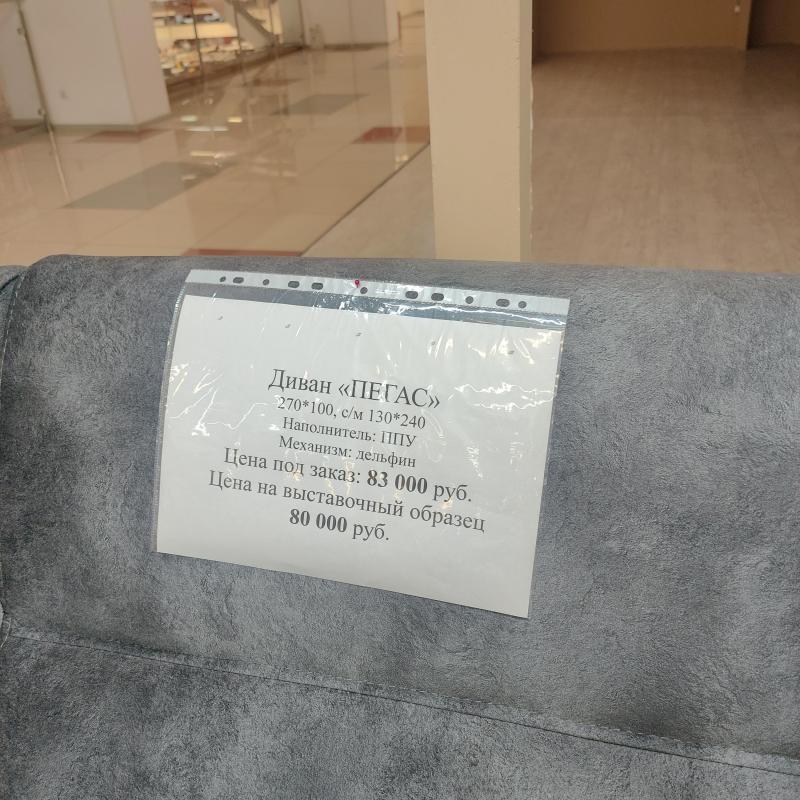 Диван «ПЕГАС»
270*100, с/м 130*240
Наполнитель: ППУ
Механизм: дельфин
Цена под заказ: 83 000 руб.
Цена на выставочный образец
80 000 руб.